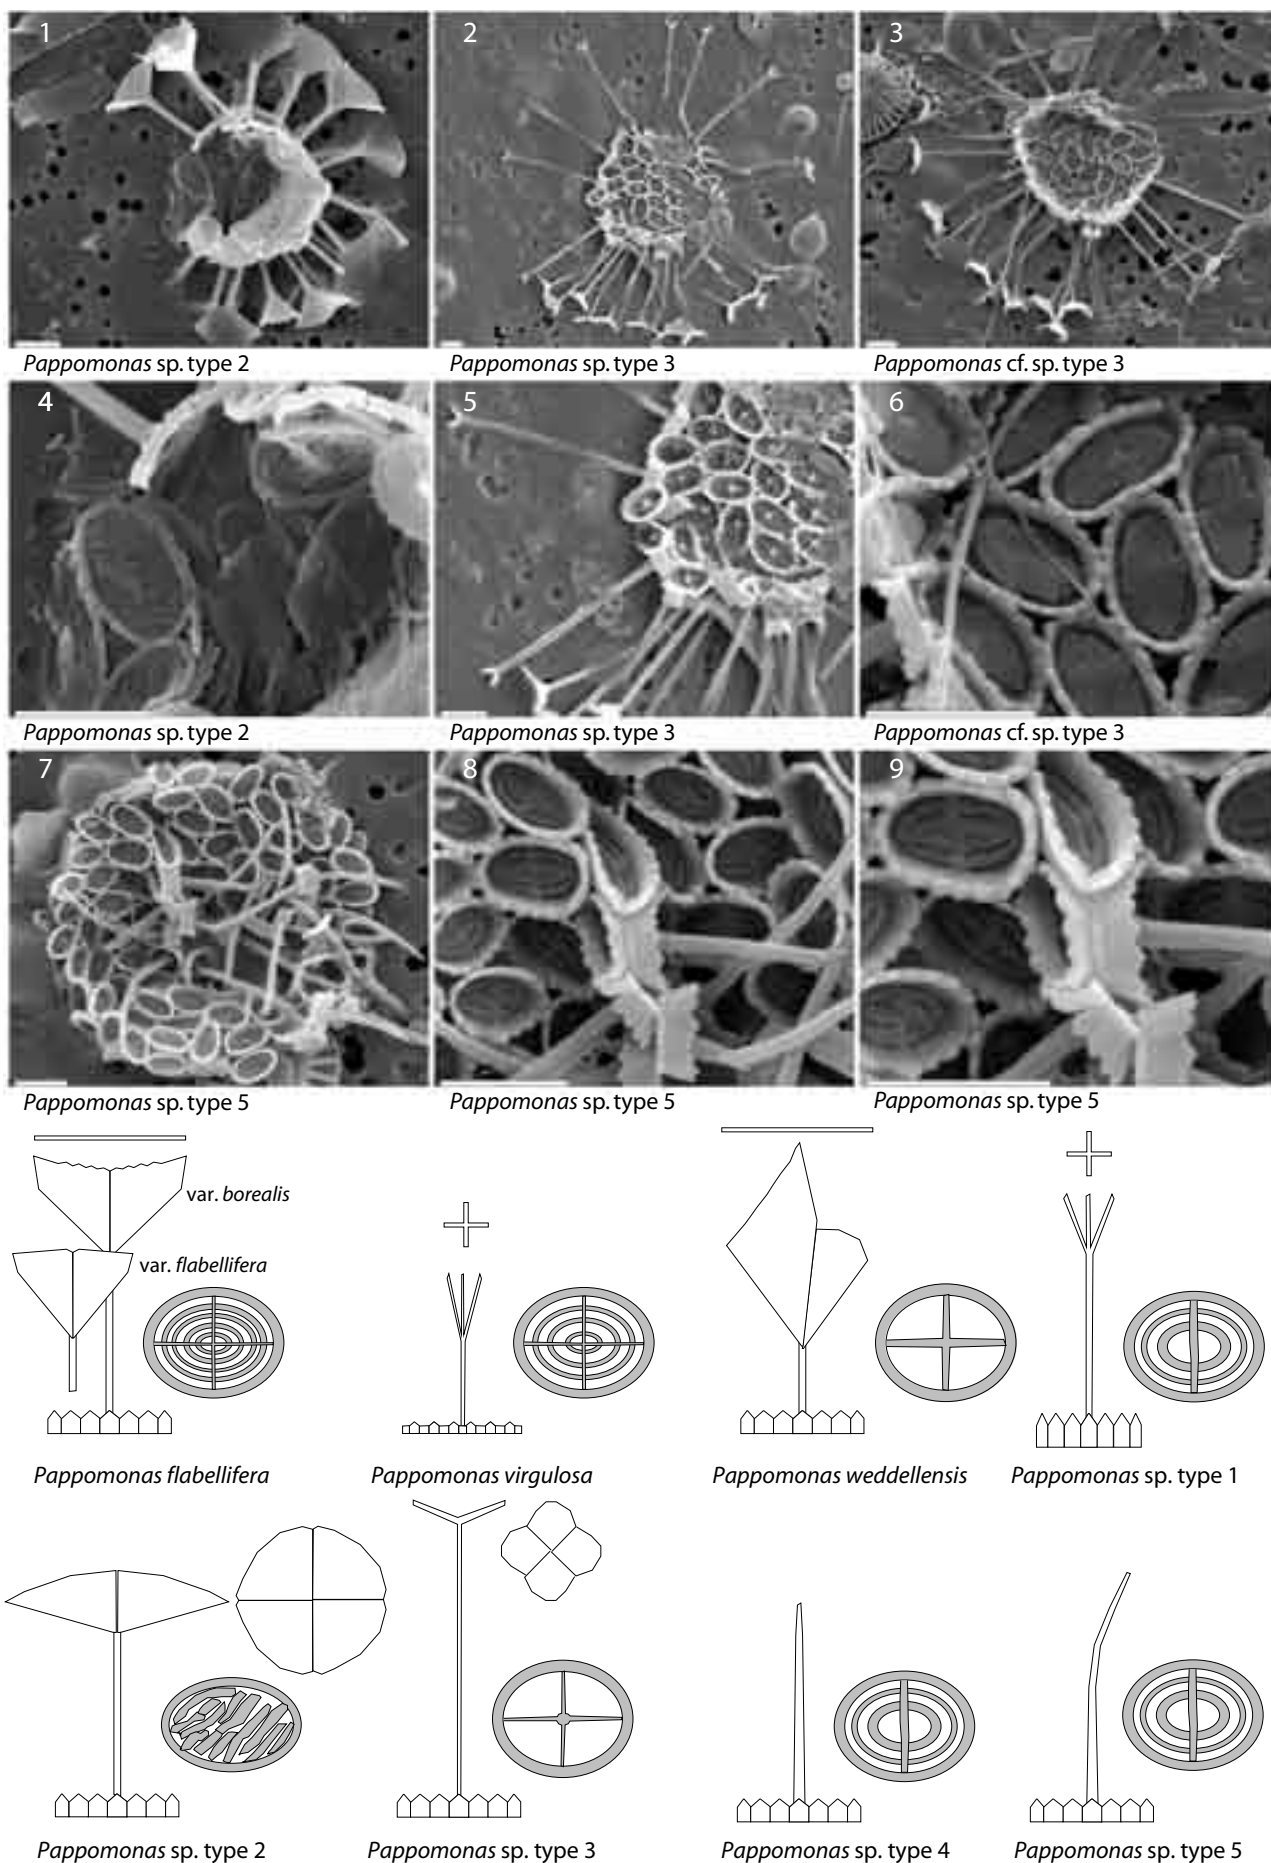 1
2
3
Pappomonas sp. type 2
Pappomonas sp. type 3
Pappomonas cf. sp. type 3
4
5
6
Pappomonas sp. type 2
Pappomonas sp. type 3
Pappomonas cf. sp. type 3
7
8
9
Pappomonas sp. type 5
Pappomonas sp. type 5
Pappomonas sp. type 5
var. borealis
var. flabellifera
Pappomonas flabellifera
Pappomonas virgulosa
Pappomonas weddellensis
Pappomonas sp. type 1
Pappomonas sp. type 2
Pappomonas sp. type 3
Pappomonas sp. type 4
Pappomonas sp. type 5